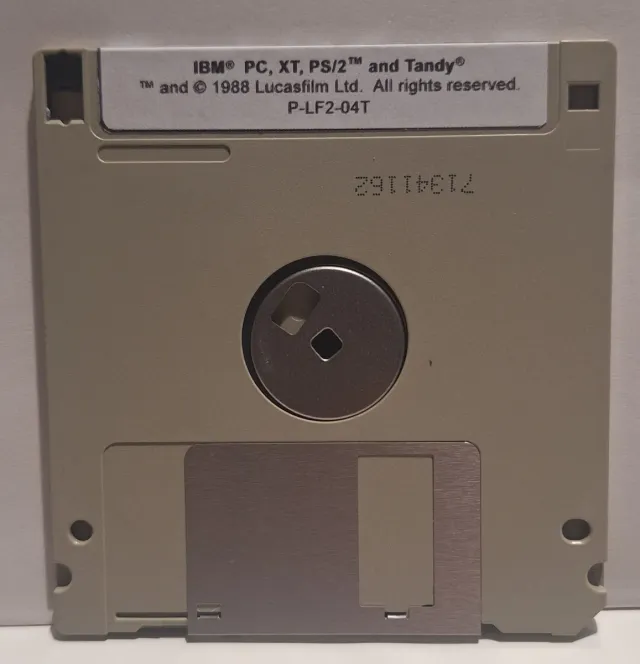 IBM® PC, XT, PS/2™ and Tandy®
™ and © 1988 Lucasfilm Ltd. All rights reserved.
P-LF2-04T
71341162